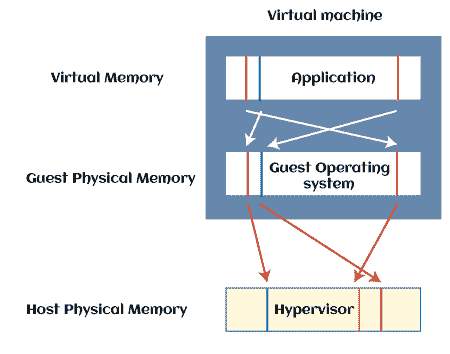 Virtual machine
Virtual Memory
Application
Guest Physical Memory
Guest Operating
system
Host Physical Memory
Hypervisor